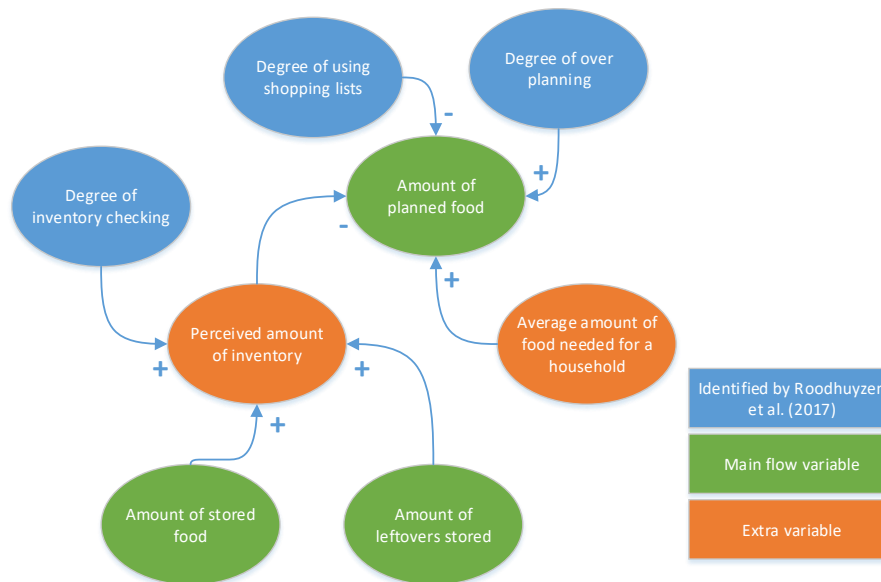 Degree of using
shopping lists
Degree of over
planning
-
+
Amount of
planned food
Degree of
inventory checking
-
+
Perceived amount
of inventory
Average amount of
food needed for a
household
+
+
+
Identified by Roodhuyzen
et al. (2017)
Main flow variable
Amount of stored
food
Amount of
leftovers stored
Extra variable